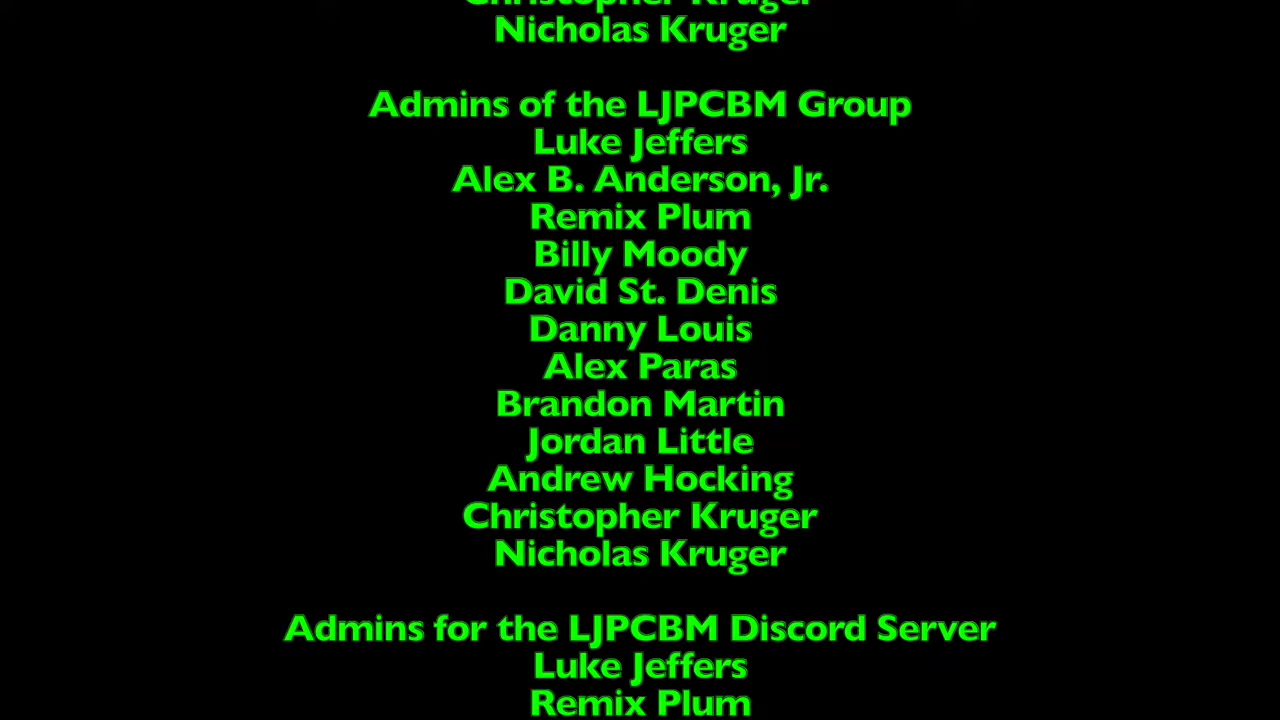 Christopher Kruger
Nicholas Kruger
Admins of the LJPCBM Group
Luke Jeffers
Alex B. Anderson, Jr.
Remix Plum
Billy Moody
David St. Denis
Danny Louis
Alex Paras
Brandon Martin
Jordan Little
Andrew Hocking
Christopher Kruger
Nicholas Kruger
Admins for the LJPCBM Discord Server
Luke Jeffers
Remix Plum